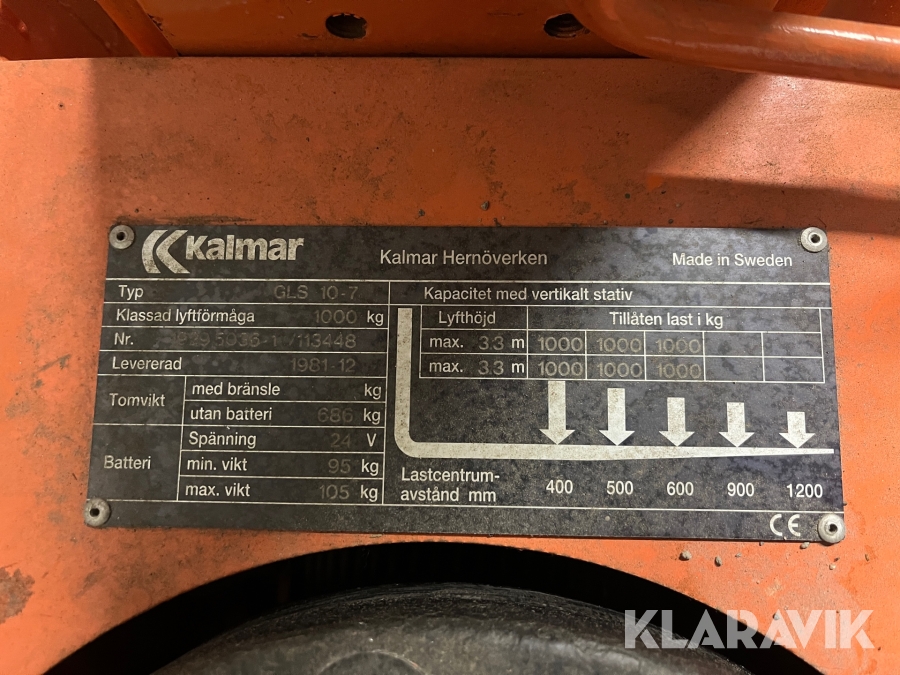 Kalmar
Kalmar Hernöverken
Made in Sweden
Typ GLS 10-7
Klassad lyftförmåga 1000 kg
Nr. /113448
Levererad 1981-12
Tomvikt
med bränsle kg
utan batteri 686 kg
Batteri
Spänning 24 V
min. vikt 95 kg
max. vikt 105 kg
Kapacitet med vertikalt stativ
Lyfthöjd Tillåten last i kg
max. 3.3 m 1000 1000 1000
max. 3.3 m 1000 1000 1000
Lastcentrum-
avstånd mm 400 500 600 900 1200
CE
KLARAVIK